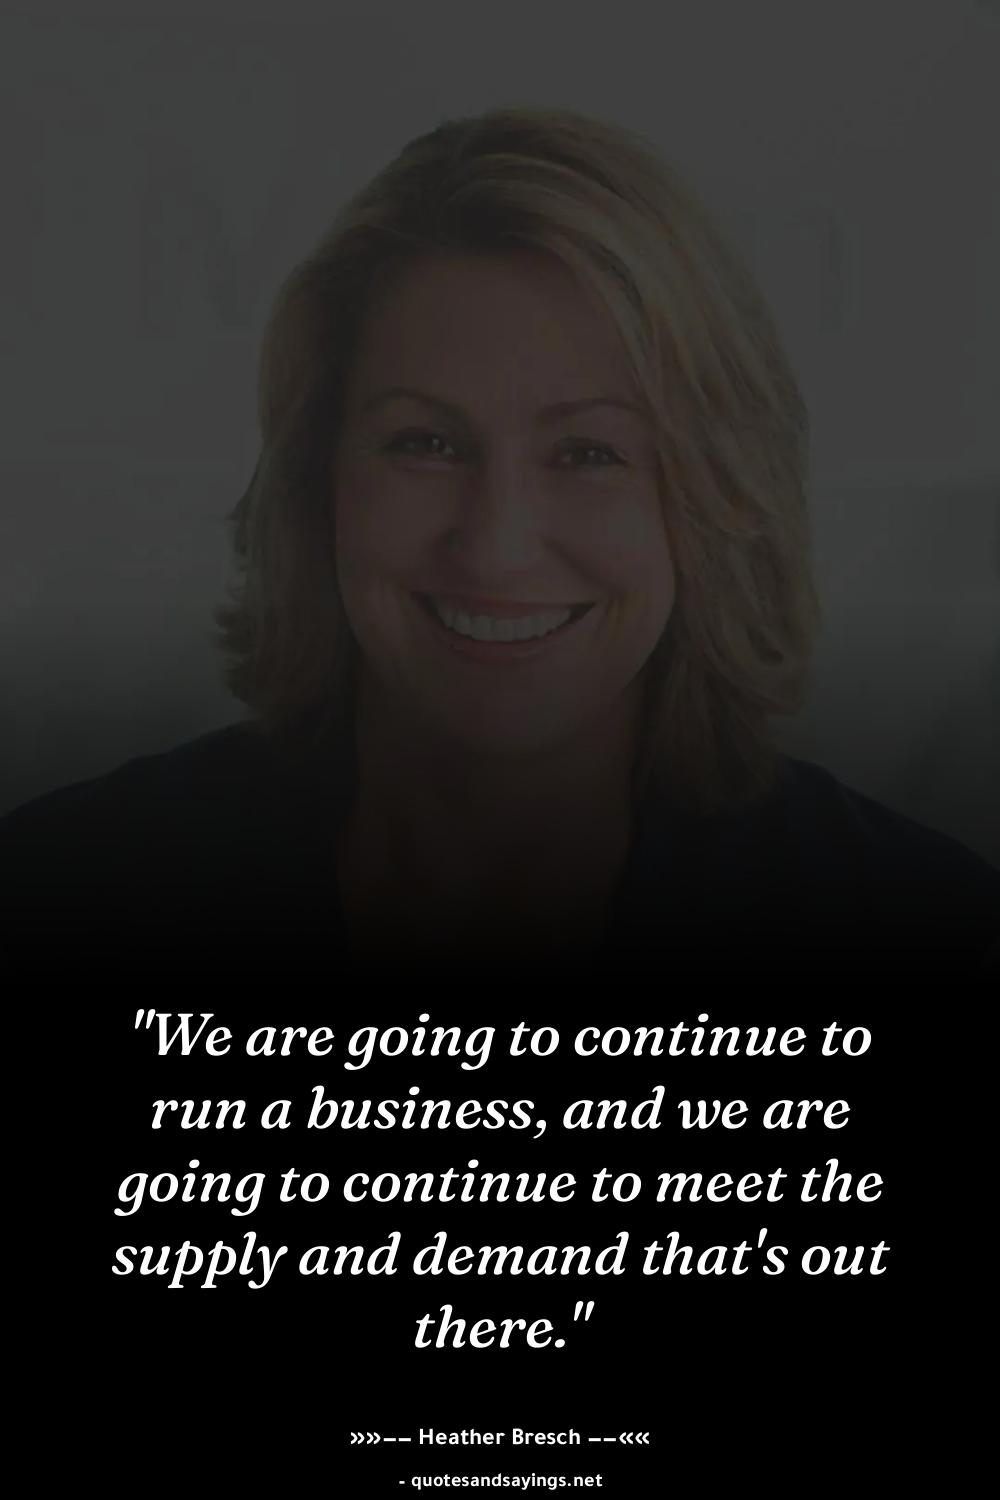 "We are going to continue to
run a business, and we are
going to continue to meet the
supply and demand that's out
there."
»»–– Heather Bresch ––««
- quotesandsayings.net